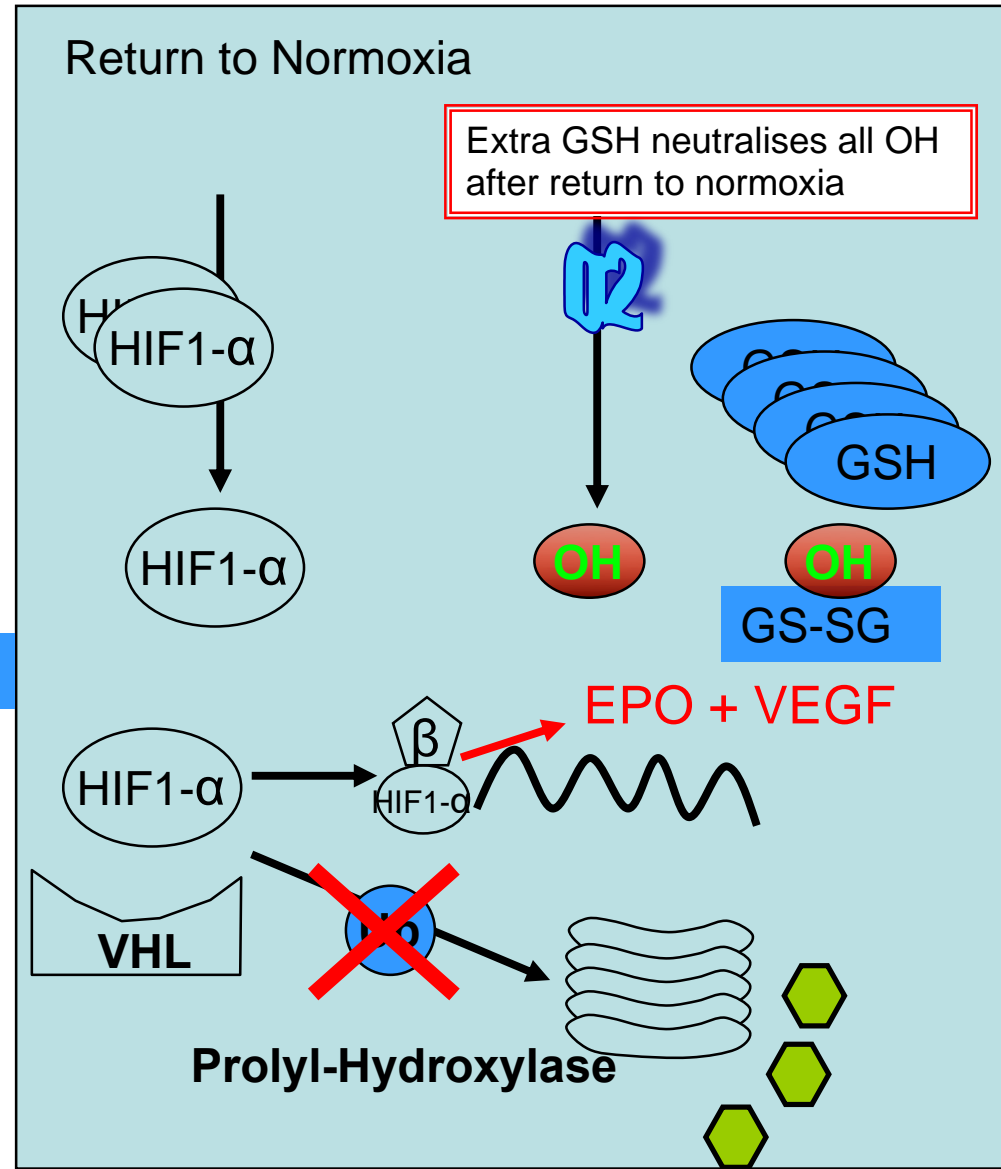 Return to Normoxia
Extra GSH neutralises all OH
after return to normoxia
O2
HIF1-α
HIF1-α
GSH
OH
OH
GS-SG
EPO + VEGF
β
HIF1-α
HIF1-α
VHL
Ub
Prolyl-Hydroxylase